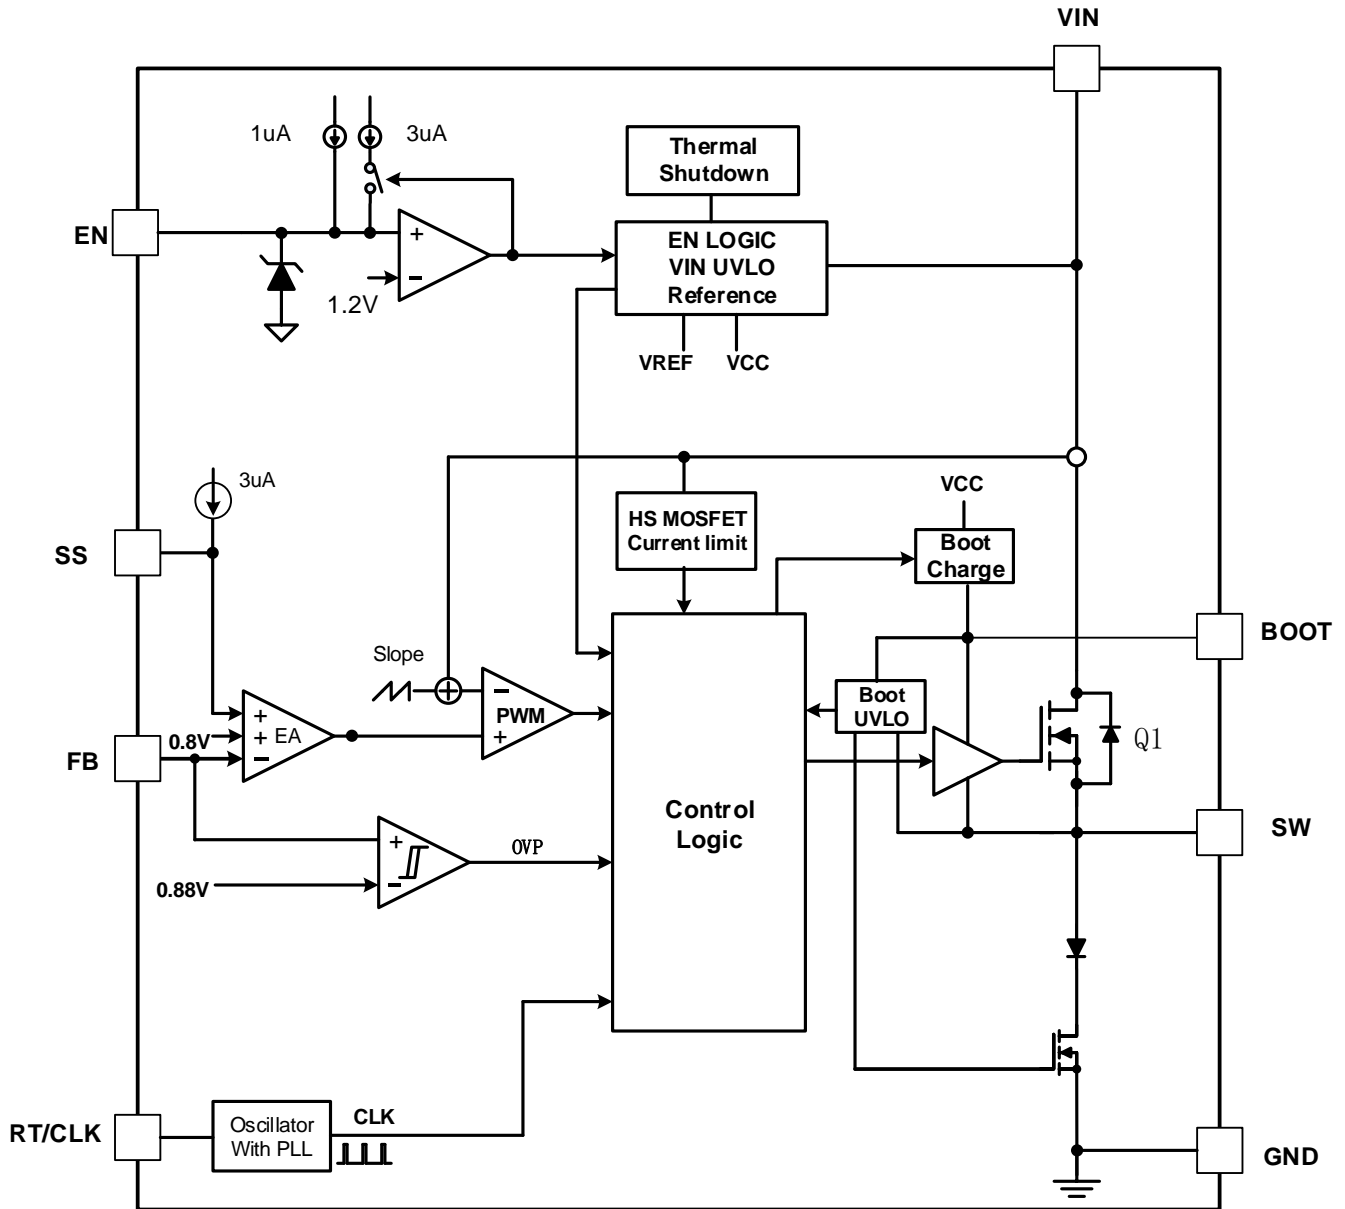 VIN
1uA
3uA
Thermal
Shutdown
EN
+
−
1.2V
EN LOGIC
VIN UVLO
Reference
VREF
VCC
3uA
SS
HS MOSFET
Current limit
VCC
Boot
Charge
BOOT
Slope
−
PWM
+
Boot
UVLO
Q1
+
+ EA
−
0.8V
FB
Control
Logic
SW
+
−
OVP
0.88V
RT/CLK
Oscillator
With PLL
CLK
GND